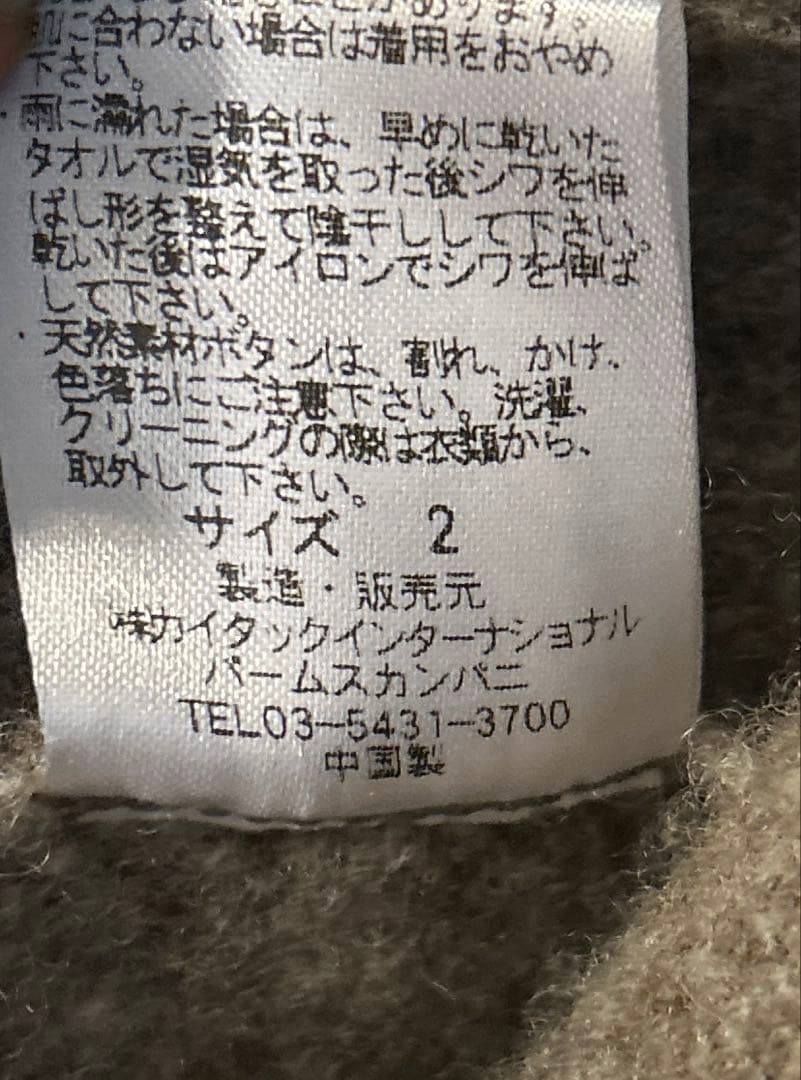 があります。
肌に合わない場合は着用をおやめ
下さい。
・雨に濡れた場合は、早めに乾いた
タオルで湿気を取った後シワを伸
ばし形を整えて陰干しして下さい。
乾いた後はアイロンでシワを伸ば
して下さい。
・天然素材ボタンは、割れ、かけ、
色落ちにご注意下さい。洗濯、
クリーニングの際は衣類から、
取外して下さい。
サイズ 2
製造・販売元
株カイタックインターナショナル
パームスカンパニ
TEL03-5431-3700
中国製